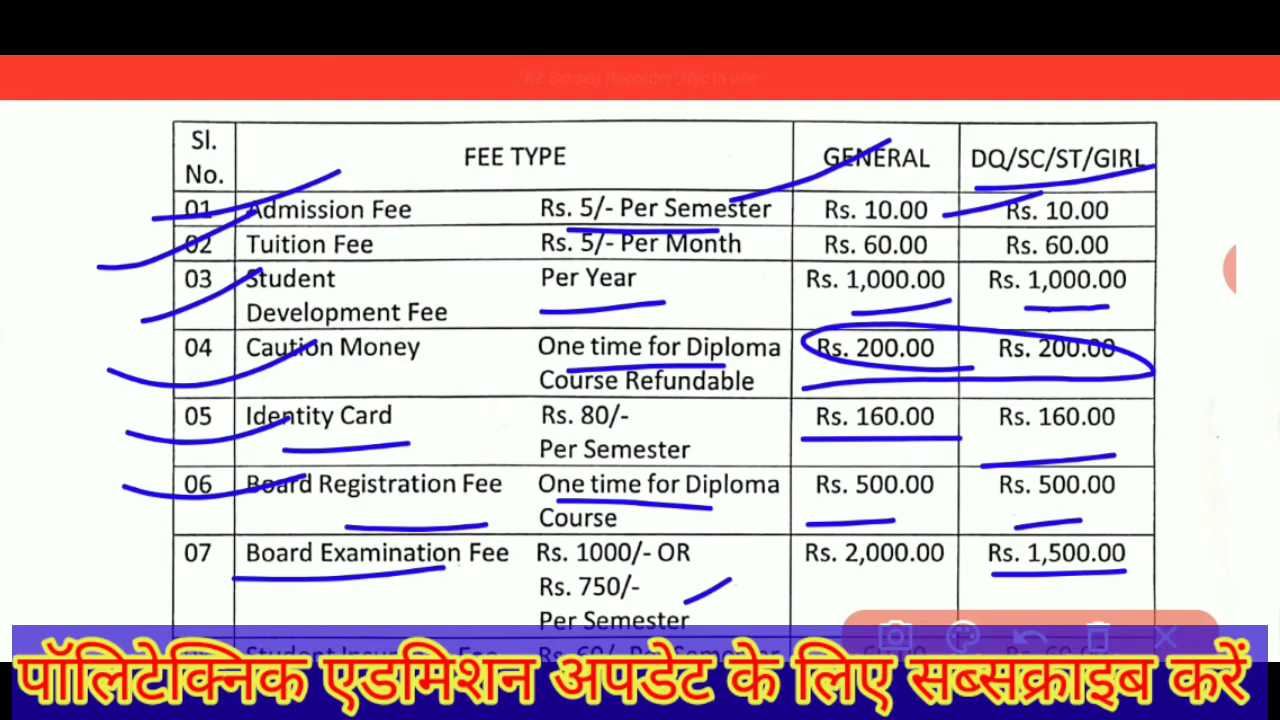 "AZ Screen Recorder",Mic in use
Sl. No. FEE TYPE GENERAL DQ/SC/ST/GIRL
01 Admission Fee Rs. 5/- Per Semester Rs. 10.00 Rs. 10.00
02 Tuition Fee Rs. 5/- Per Month Rs. 60.00 Rs. 60.00
03 Student Per Year Rs. 1,000.00 Rs. 1,000.00
Development Fee
04 Caution Money One time for Diploma Rs. 200.00 Rs. 200.00
Course Refundable
05 Identity Card Rs. 80/- Rs. 160.00 Rs. 160.00
Per Semester
06 Board Registration Fee One time for Diploma Rs. 500.00 Rs. 500.00
Course
07 Board Examination Fee Rs. 1000/- OR Rs. 2,000.00 Rs. 1,500.00
Rs. 750/-
Per Semester
पॉलिटेक्निक एडमिशन अपडेट के लिए सब्सक्राइब करें